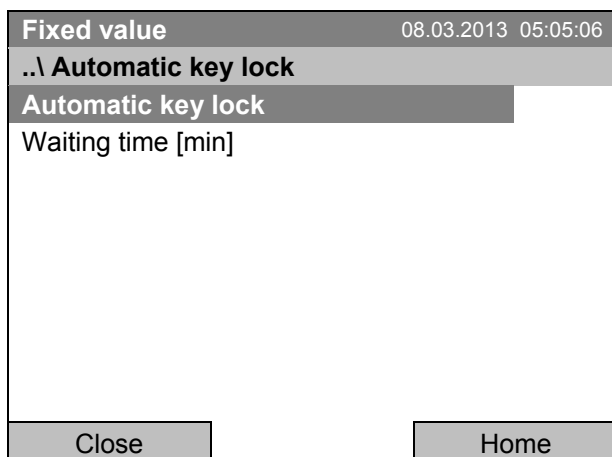 Fixed value 08.03.2013 05:05:06
..\ Automatic key lock
Automatic key lock
Waiting time [min]
Close Home